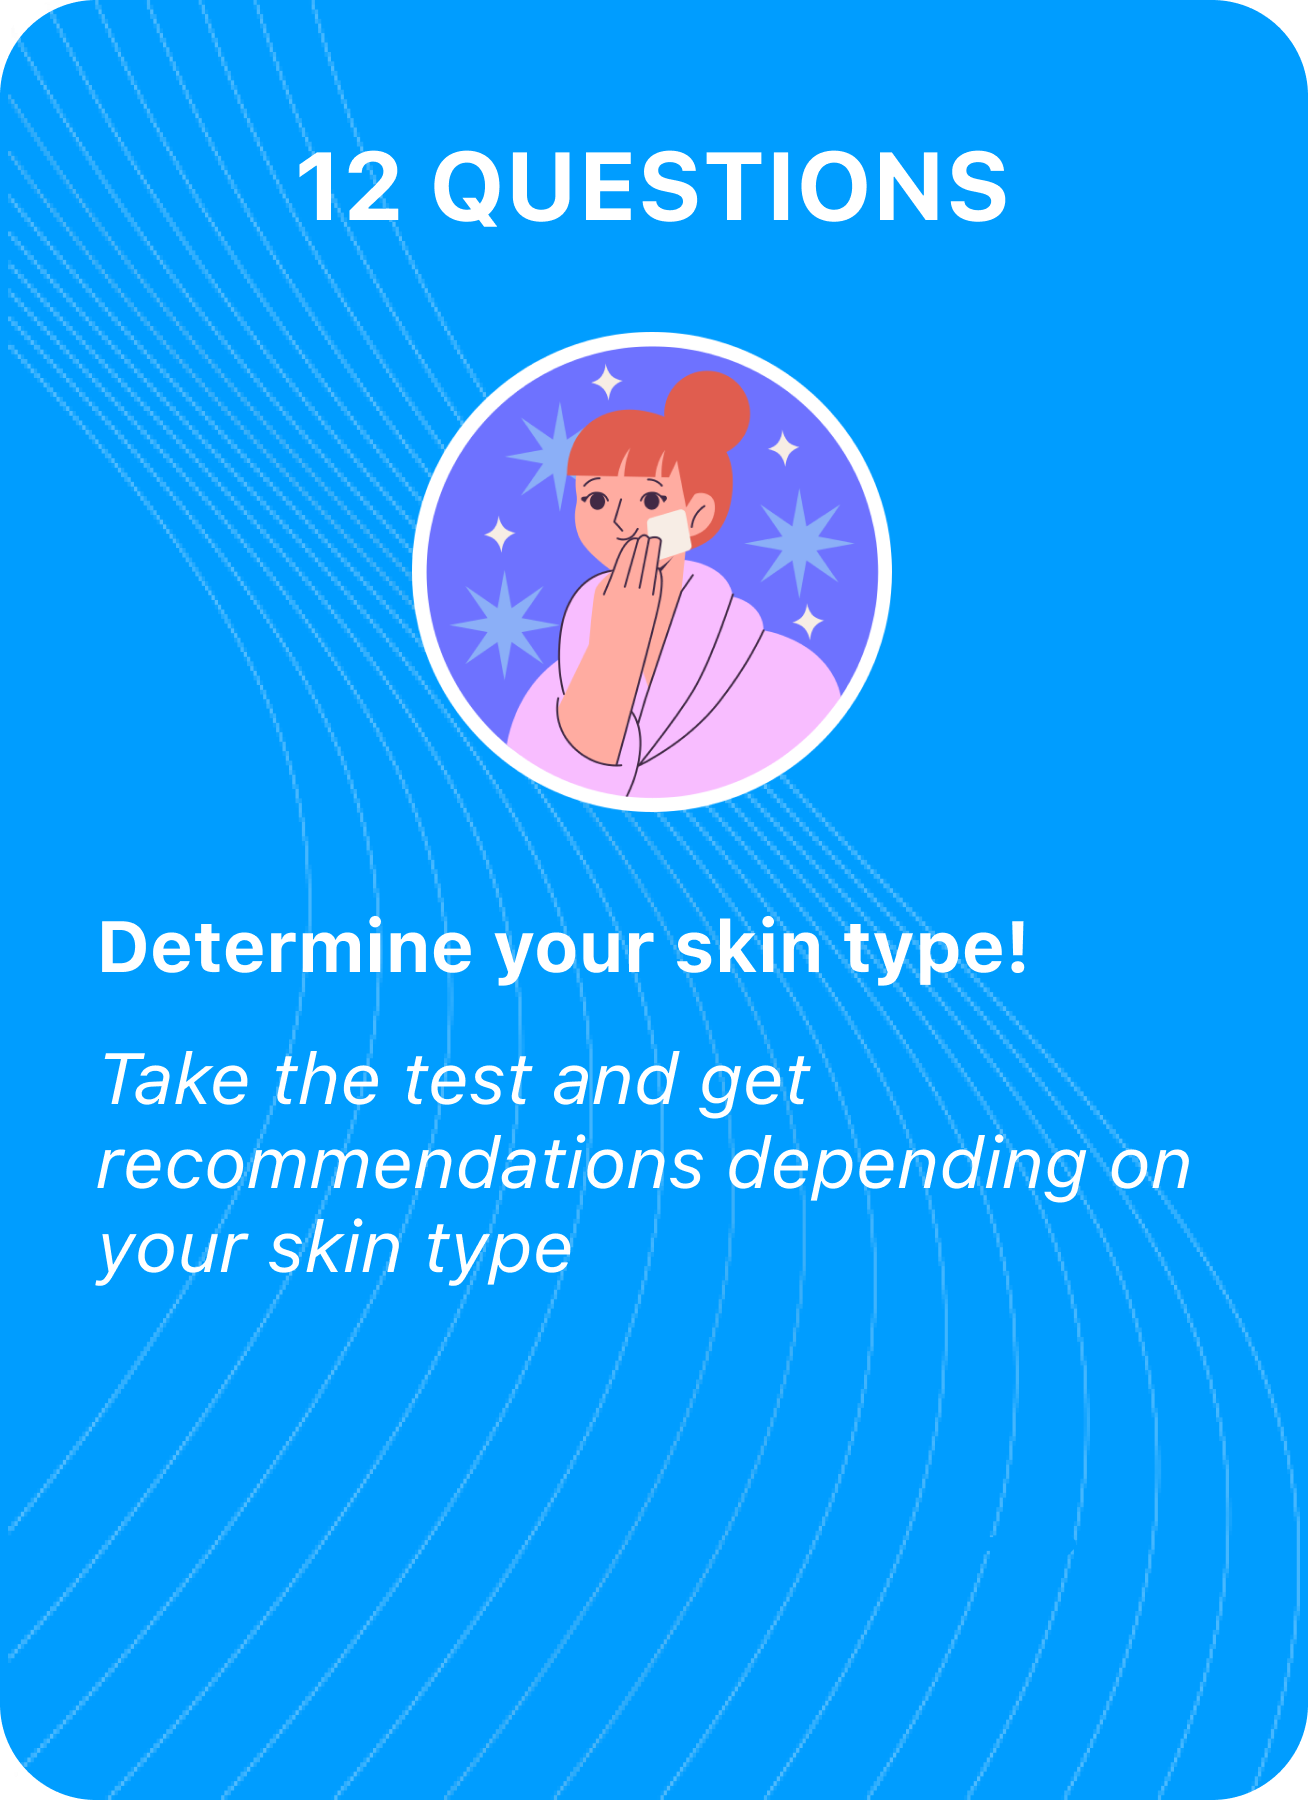 12 QUESTIONS
Determine your skin type!
Take the test and get
recommendations depending on
your skin type